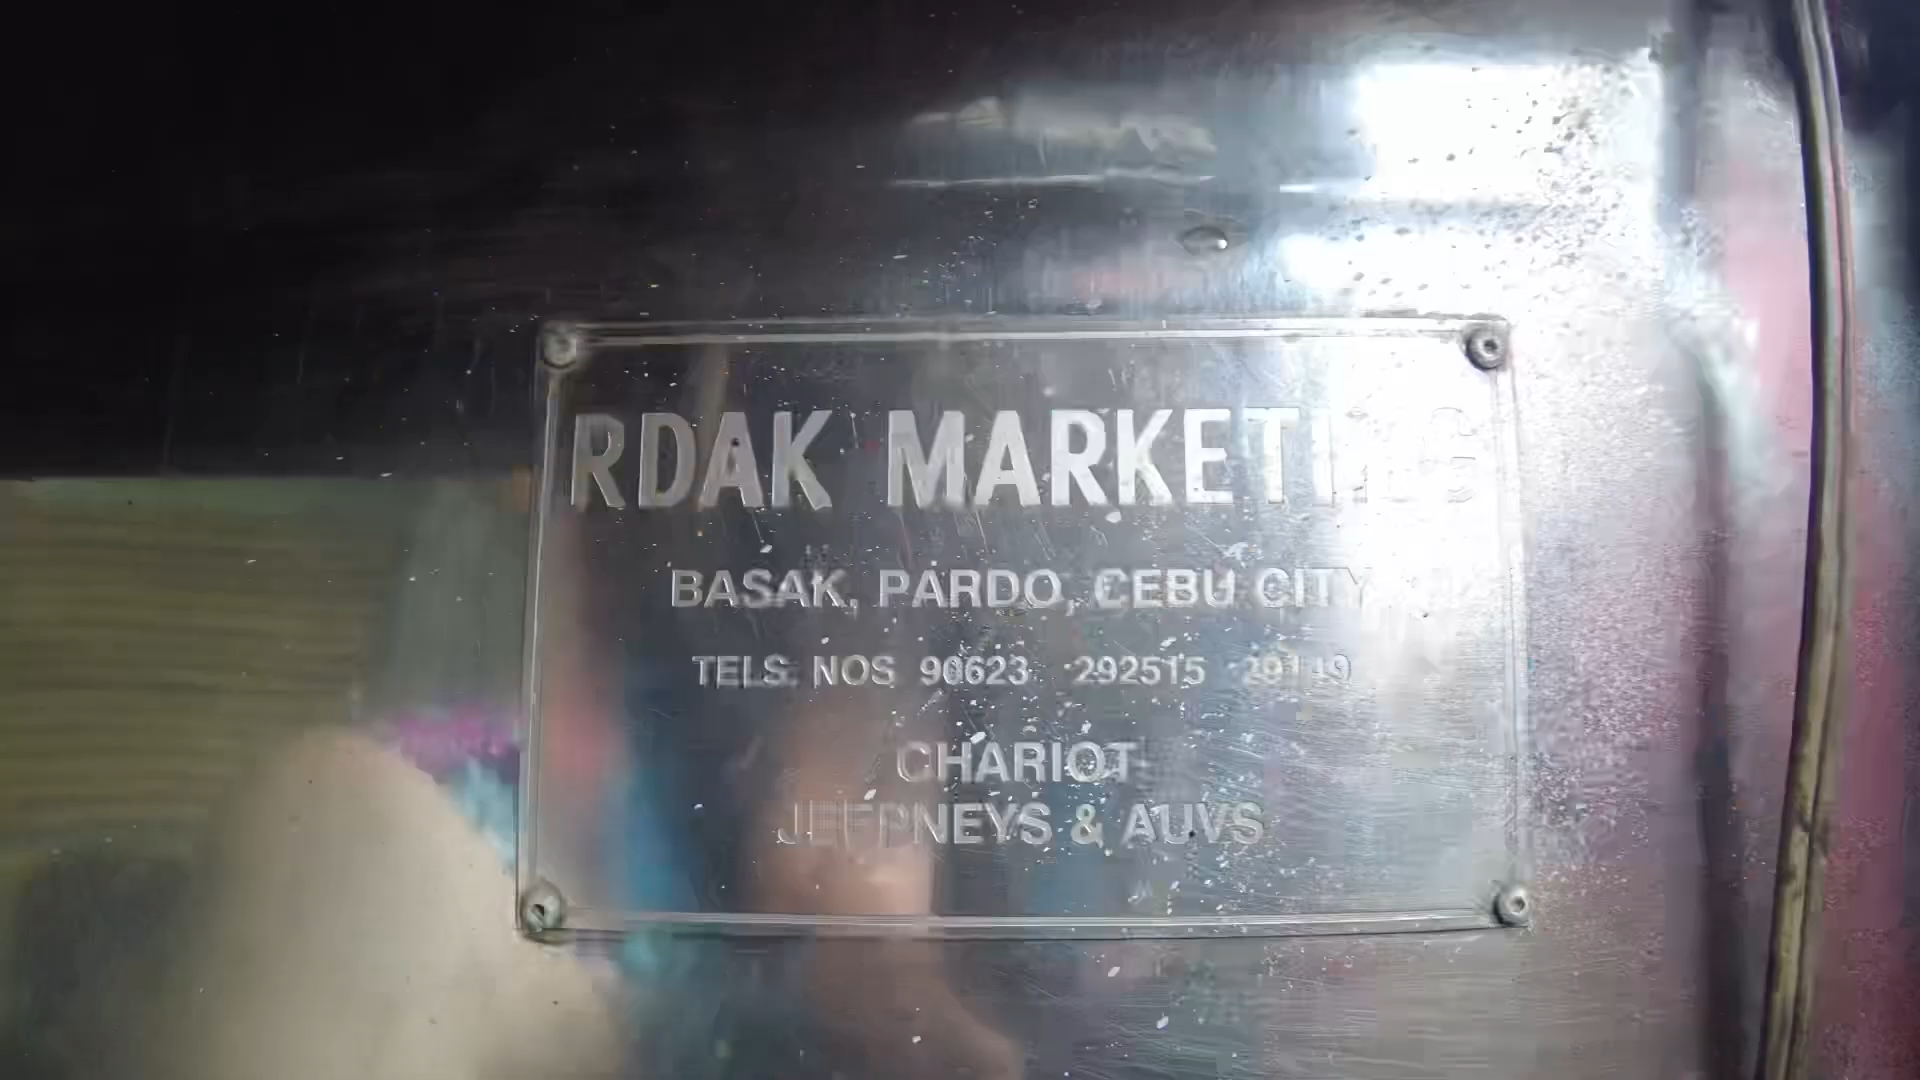 RDAK MARKETING
BASAK, PARDO, CEBU CITY
TELS. NOS 90623 292515
CHARIOT
JEEPNEYS & AUVS